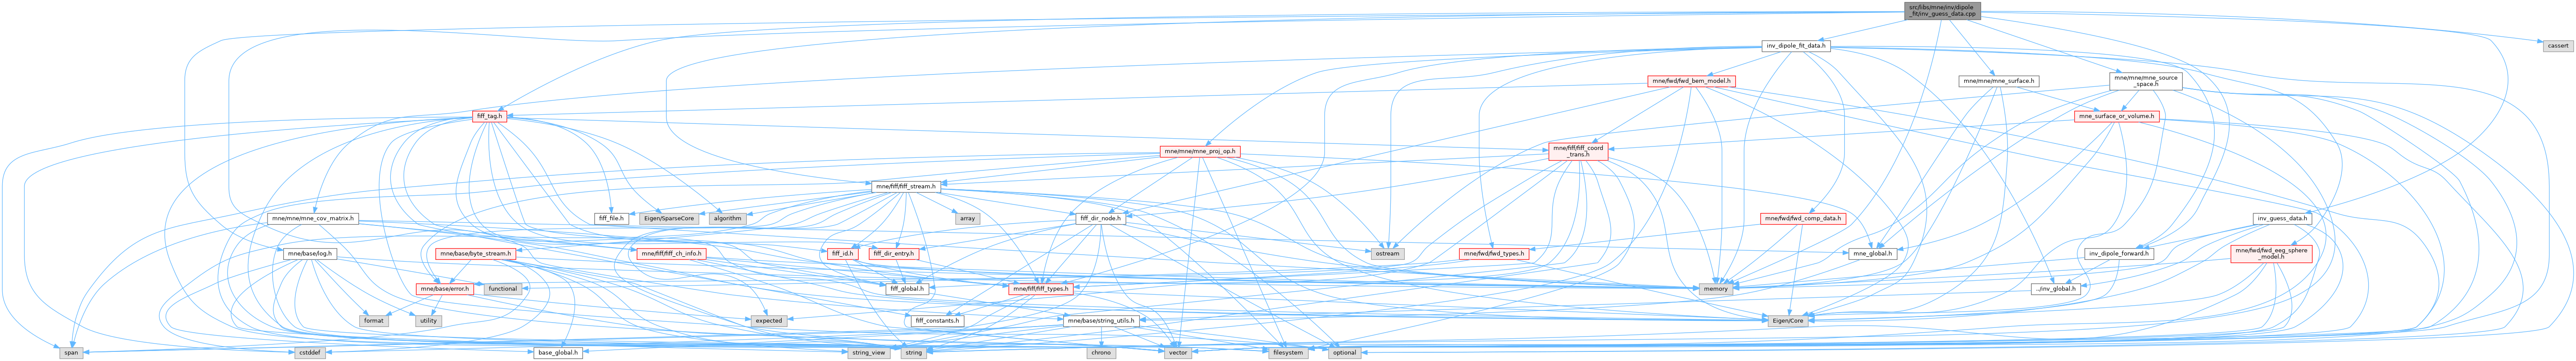 src/libs/mne/inv/dipole
_fit/inv_guess_data.cpp
inv_dipole_fit_data.h
cassert
mne/fwd/fwd_bem_model.h
mne/mne/mne_surface.h
mne/mne/mne_source
_space.h
fiff_tag.h
mne_surface_or_volume.h
mne/mne/mne_proj_op.h
mne/fiff/fiff_coord
_trans.h
mne/fiff/fiff_stream.h
mne/mne/mne_cov_matrix.h
fiff_file.h
Eigen/SparseCore
algorithm
array
fiff_dir_node.h
mne/fwd/fwd_comp_data.h
inv_guess_data.h
mne/base/log.h
mne/base/byte_stream.h
mne/fiff/fiff_ch_info.h
fiff_id.h
fiff_dir_entry.h
ostream
mne/fwd/fwd_types.h
mne_global.h
inv_dipole_forward.h
mne/fwd/fwd_eeg_sphere
_model.h
mne/base/error.h
functional
fiff_global.h
mne/fiff/fiff_types.h
memory
../inv_global.h
format
utility
expected
fiff_constants.h
mne/base/string_utils.h
Eigen/Core
span
cstddef
base_global.h
string_view
string
chrono
vector
filesystem
optional